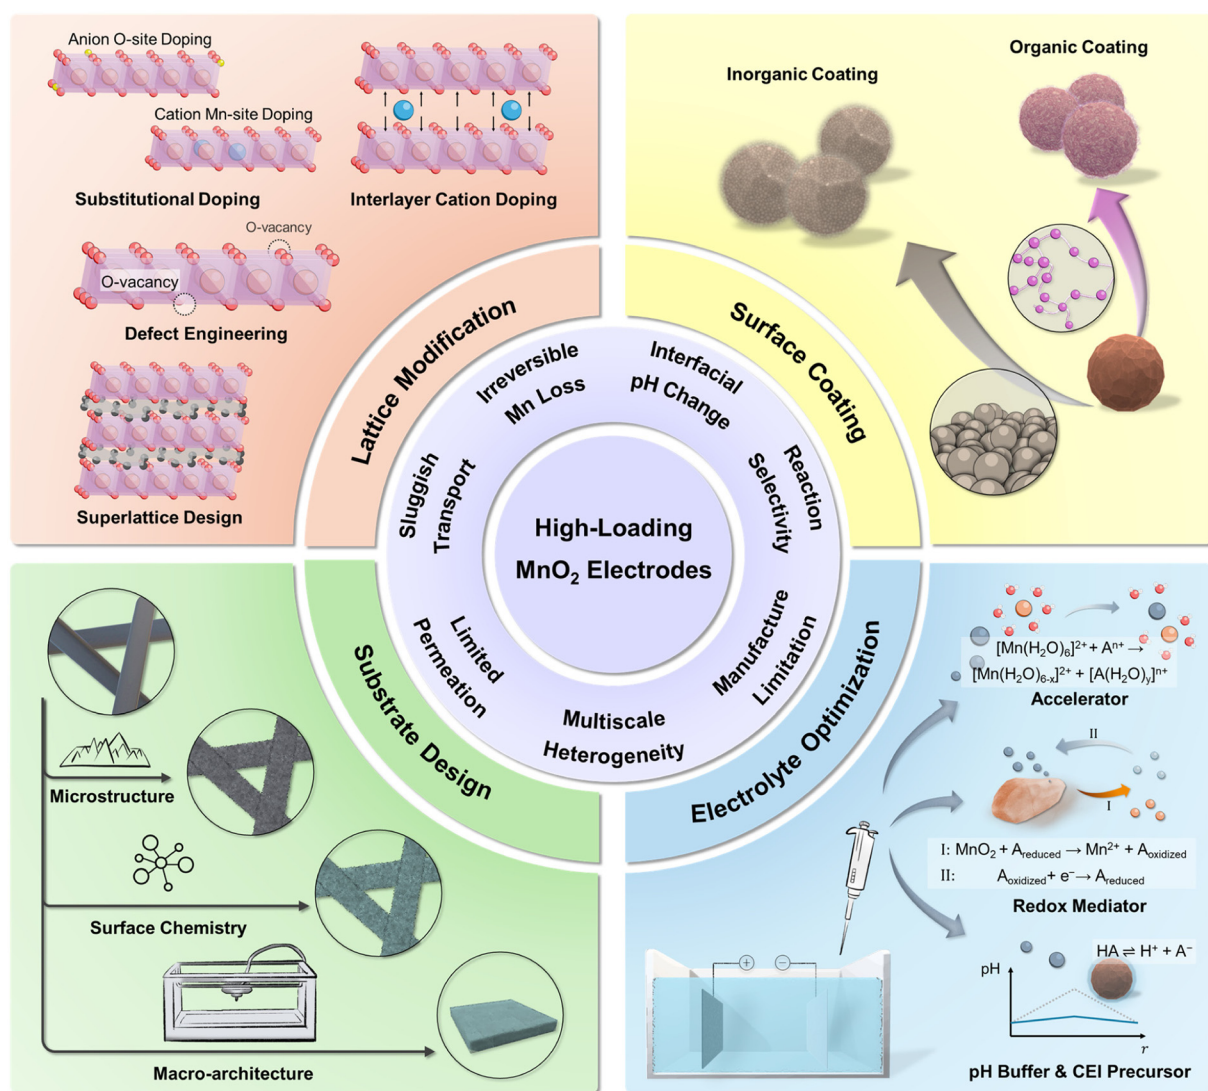 Anion O-site Doping
Cation Mn-site Doping
Substitutional Doping
Interlayer Cation Doping
O-vacancy
O-vacancy
Defect Engineering
Superlattice Design
Inorganic Coating
Organic Coating
Lattice Modification
Surface Coating
Substrate Design
Electrolyte Optimization
Irreversible
Mn Loss
Interfacial
pH Change
Reaction
Selectivity
Manufacture
Limitation
Multiscale
Heterogeneity
Limited
Permeation
Sluggish
Transport
High-Loading
MnO₂ Electrodes
Microstructure
Surface Chemistry
Macro-architecture
[Mn(H₂O)₆]²⁺ + Aⁿ⁺ →
[Mn(H₂O)₆₋ₓ]²⁺ + [A(H₂O)ᵧ]ⁿ⁺
Accelerator
II
I
I: MnO₂ + A_reduced → Mn²⁺ + A_oxidized
II: A_oxidized + e⁻ → A_reduced
Redox Mediator
+ −
HA ⇌ H⁺ + A⁻
pH
r
pH Buffer & CEI Precursor